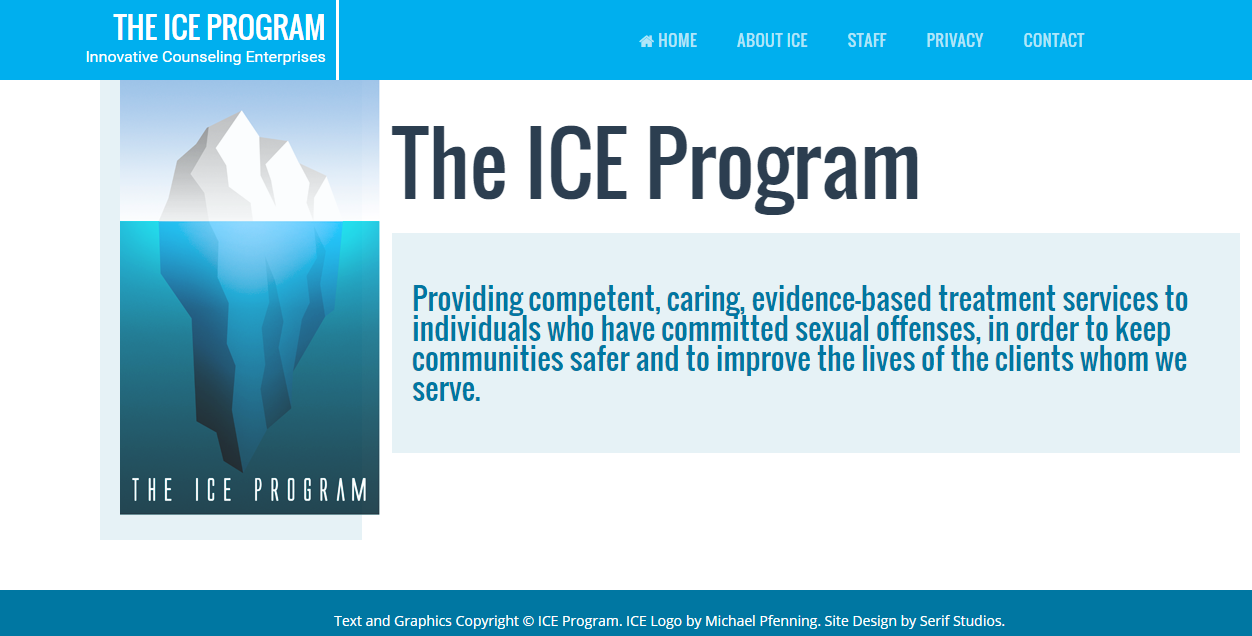 THE ICE PROGRAM
Innovative Counseling Enterprises
HOME ABOUT ICE STAFF PRIVACY CONTACT
The ICE Program
Providing competent, caring, evidence-based treatment services to
individuals who have committed sexual offenses, in order to keep
communities safer and to improve the lives of the clients whom we
serve.
THE ICE PROGRAM
Text and Graphics Copyright © ICE Program. ICE Logo by Michael Pfenning. Site Design by Serif Studios.